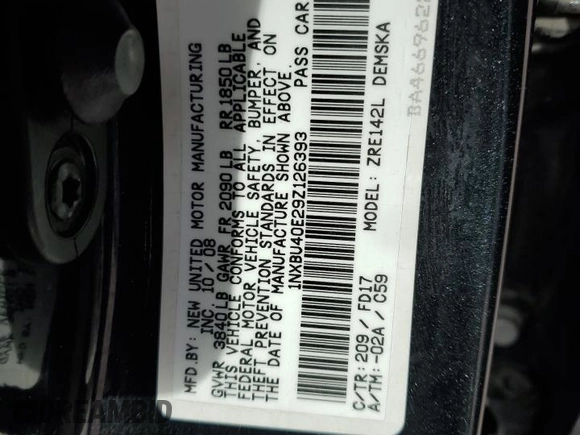 MFD.BY: NEW UNITED MOTOR MANUFACTURING
INC. 10/08
GVWR 3840LB GAWR FR 2090 LB RR1850LB
THIS VEHICLE CONFORMS TO ALL APPLICABLE
FEDERAL MOTOR VEHICLE SAFETY, BUMPER, AND
THEFT PREVENTION STANDARDS IN EFFECT ON
THE DATE OF MANUFACTURE SHOWN ABOVE.
1NXBU40E29Z126393 PASS CAR
C/TR: 209 / FD17 MODEL: ZRE142L DEMSKA
A/TM: -02A / C59